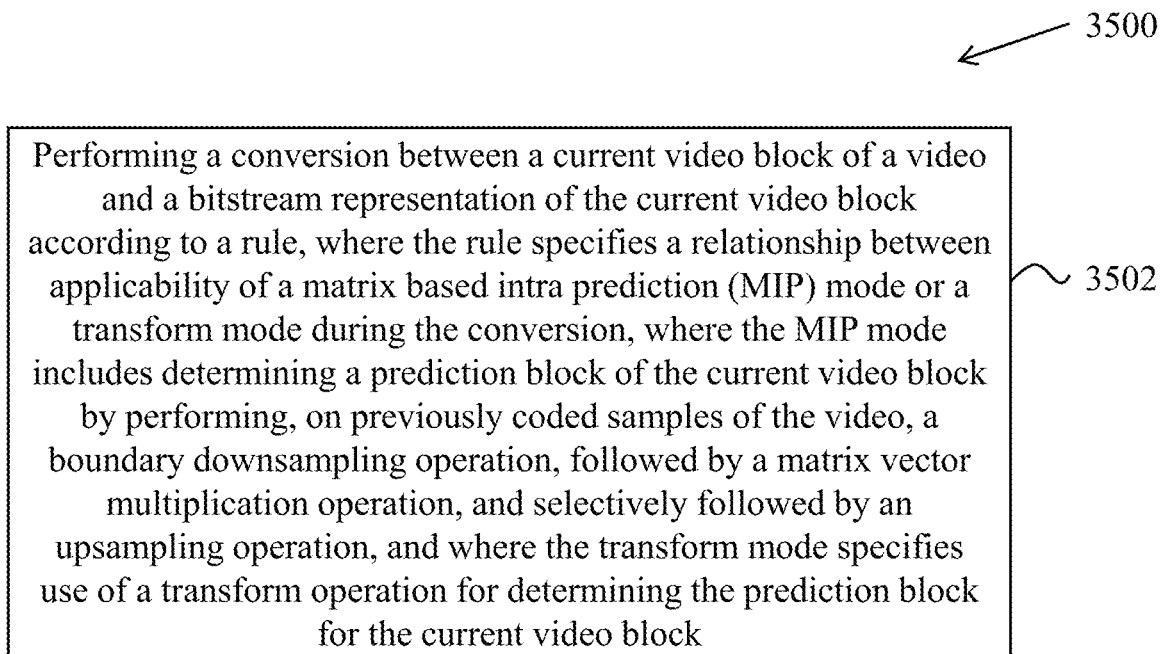 3500
Performing a conversion between a current video block of a video
and a bitstream representation of the current video block
according to a rule, where the rule specifies a relationship between
applicability of a matrix based intra prediction (MIP) mode or a
transform mode during the conversion, where the MIP mode
includes determining a prediction block of the current video block
by performing, on previously coded samples of the video, a
boundary downsampling operation, followed by a matrix vector
multiplication operation, and selectively followed by an
upsampling operation, and where the transform mode specifies
use of a transform operation for determining the prediction block
for the current video block
3502